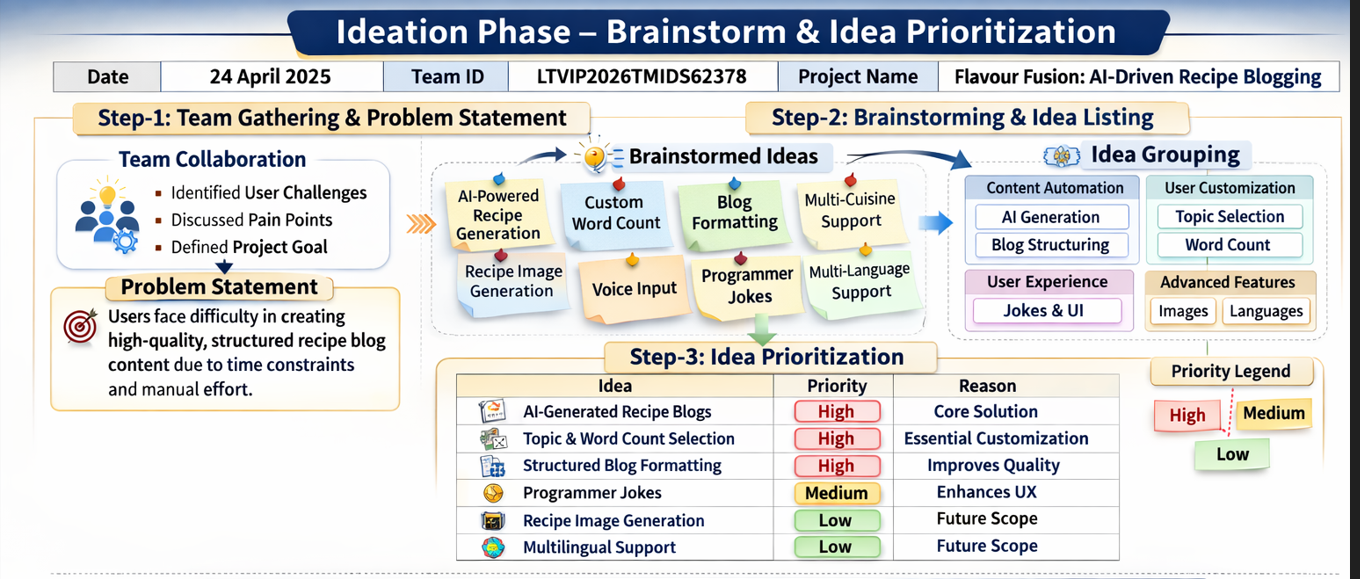 Ideation Phase – Brainstorm & Idea Prioritization
Date
24 April 2025
Team ID
LTVIP2026TMIDS62378
Project Name
Flavour Fusion: AI-Driven Recipe Blogging
Step-1: Team Gathering & Problem Statement
Team Collaboration
Identified User Challenges
Discussed Pain Points
Defined Project Goal
Problem Statement
Users face difficulty in creating
high-quality, structured recipe blog
content due to time constraints
and manual effort.
Step-2: Brainstorming & Idea Listing
Brainstormed Ideas
AI-Powered
Recipe
Generation
Custom
Word Count
Blog
Formatting
Multi-Cuisine
Support
Recipe Image
Generation
Voice Input
Programmer
Jokes
Multi-Language
Support
Idea Grouping
Content Automation
AI Generation
Blog Structuring
User Customization
Topic Selection
Word Count
User Experience
Jokes & UI
Advanced Features
Images
Languages
Step-3: Idea Prioritization
Idea
Priority
Reason
AI-Generated Recipe Blogs
High
Core Solution
Topic & Word Count Selection
High
Essential Customization
Structured Blog Formatting
High
Improves Quality
Programmer Jokes
Medium
Enhances UX
Recipe Image Generation
Low
Future Scope
Multilingual Support
Low
Future Scope
Priority Legend
High
Medium
Low